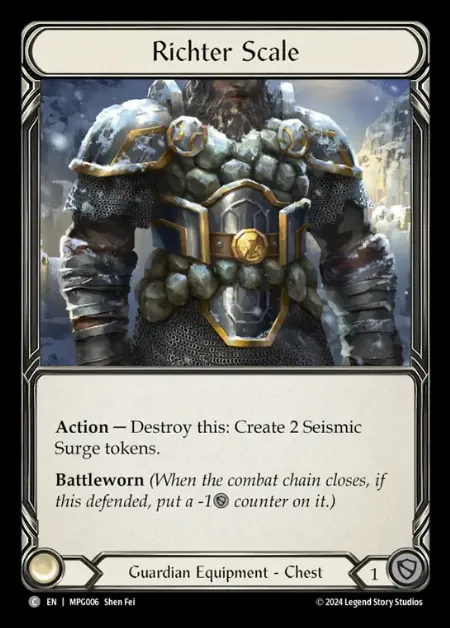 Richter Scale
Action — Destroy this: Create 2 Seismic
Surge tokens.
Battleworn (When the combat chain closes, if
this defended, put a -1 counter on it.)
Guardian Equipment - Chest
1
C EN | MPG006 Shen Fei
© 2024 Legend Story Studios